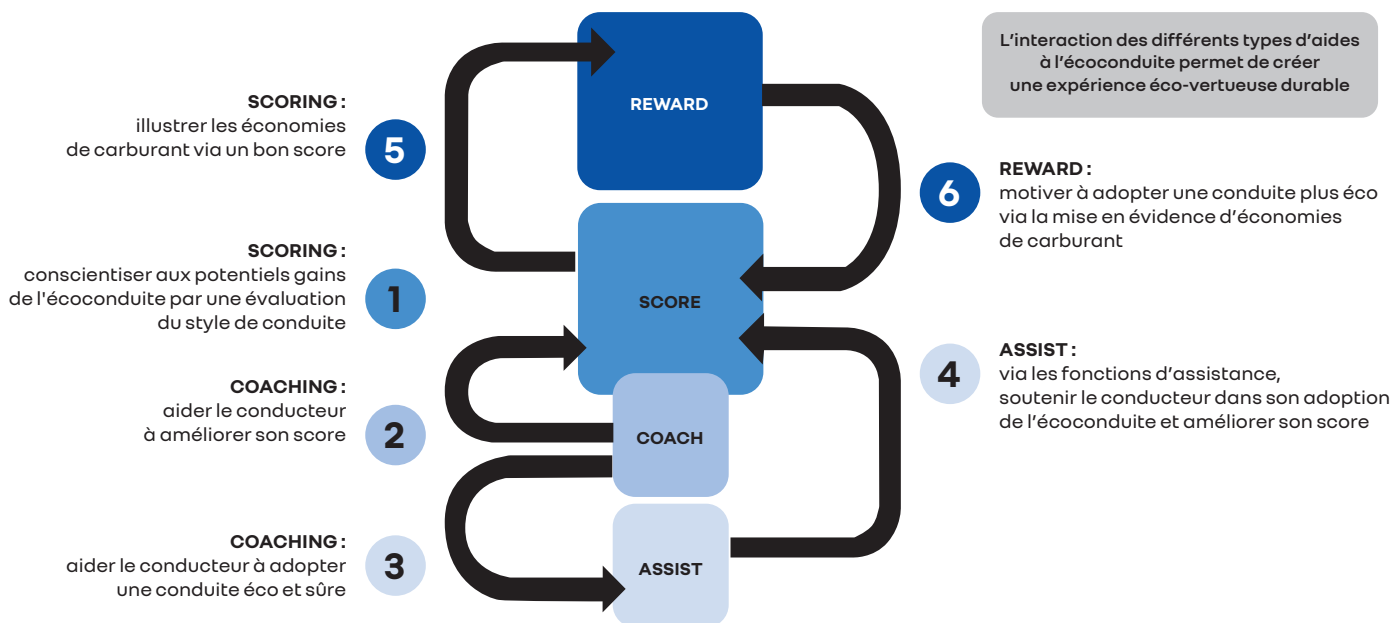 L'interaction des différents types d'aides
à l'écoconduite permet de créer
une expérience éco-vertueuse durable
REWARD
SCORING :
illustrer les économies
de carburant via un bon score
5
6
REWARD :
motiver à adopter une conduite plus éco
via la mise en évidence d'économies
de carburant
SCORING :
conscientiser aux potentiels gains
de l'écoconduite par une évaluation
du style de conduite
1
SCORE
ASSIST :
via les fonctions d'assistance,
soutenir le conducteur dans son adoption
de l'écoconduite et améliorer son score
4
COACHING :
aider le conducteur
à améliorer son score
2
COACH
COACHING :
aider le conducteur à adopter
une conduite éco et sûre
3
ASSIST